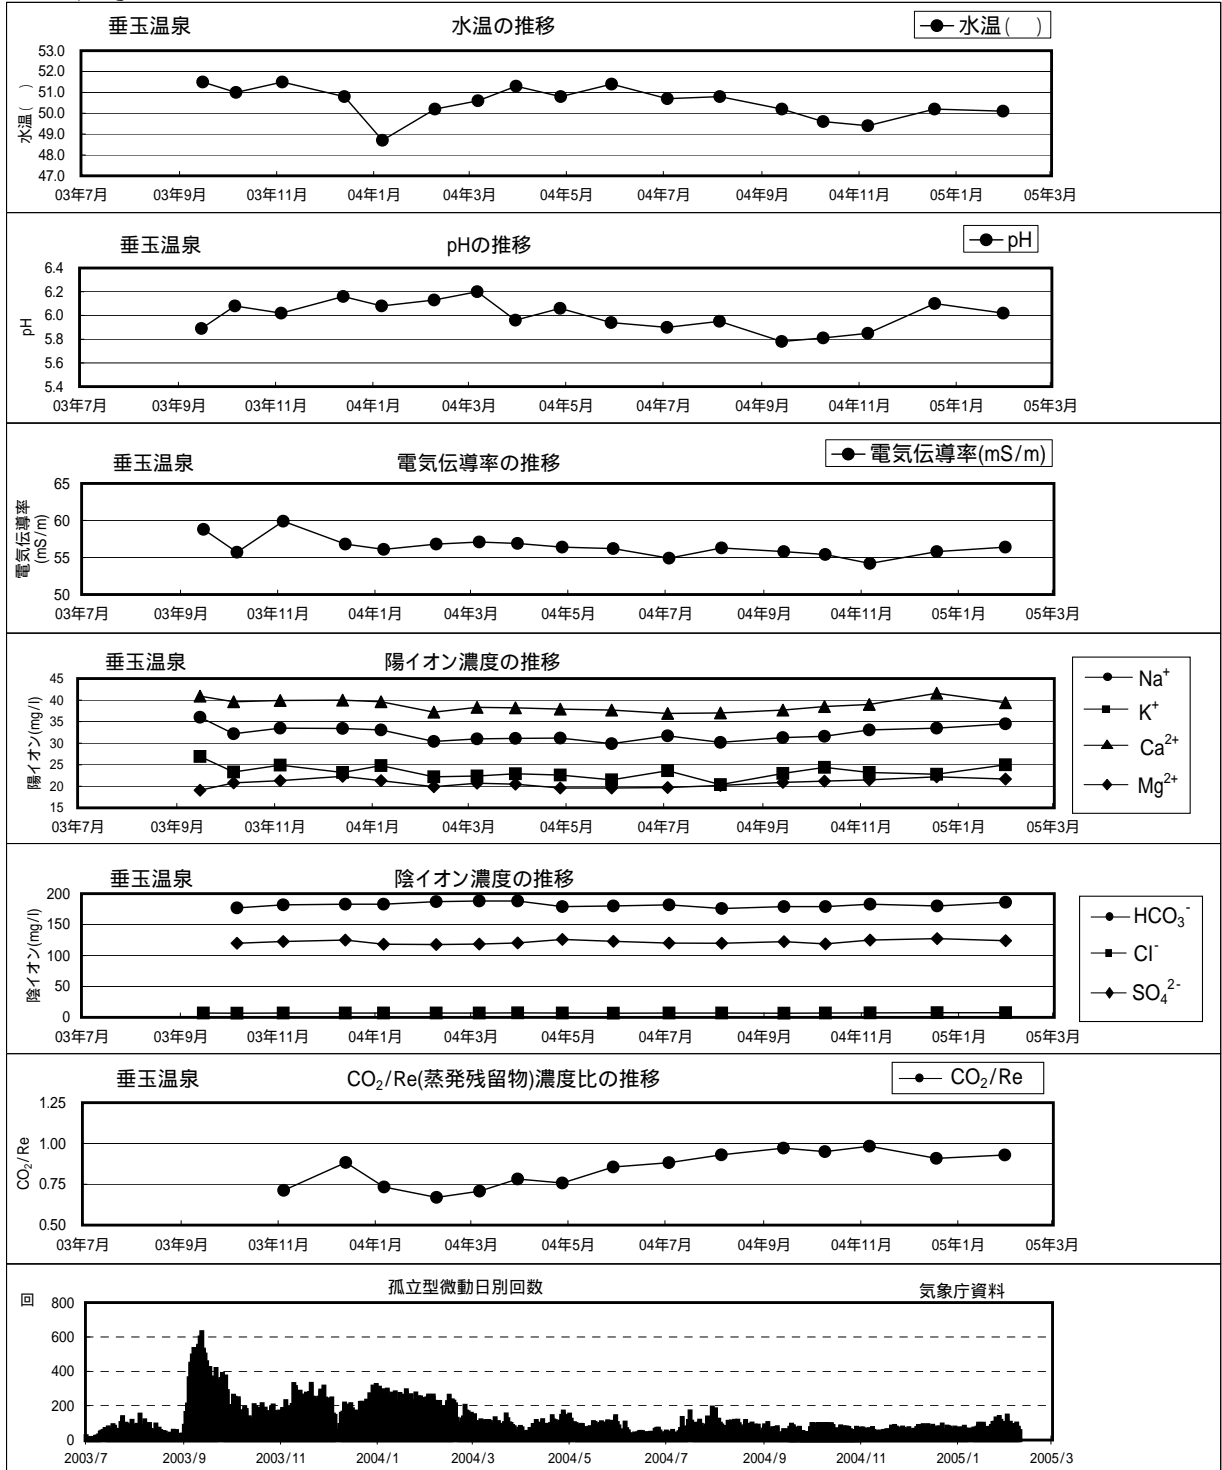 垂玉温泉 水温の推移 水温( )
水温( )
53.0
52.0
51.0
50.0
49.0
48.0
47.0
03年7月 03年9月 03年11月 04年1月 04年3月 04年5月 04年7月 04年9月 04年11月 05年1月 05年3月
垂玉温泉 pHの推移 pH
pH
6.4
6.2
6.0
5.8
5.6
5.4
03年7月 03年9月 03年11月 04年1月 04年3月 04年5月 04年7月 04年9月 04年11月 05年1月 05年3月
垂玉温泉 電気伝導率の推移 電気伝導率(mS/m)
電気伝導率
(mS/m)
65
60
55
50
03年7月 03年9月 03年11月 04年1月 04年3月 04年5月 04年7月 04年9月 04年11月 05年1月 05年3月
垂玉温泉 陽イオン濃度の推移
陽イオン(mg/l)
45
40
35
30
25
20
15
03年7月 03年9月 03年11月 04年1月 04年3月 04年5月 04年7月 04年9月 04年11月 05年1月 05年3月
Na⁺
K⁺
Ca²⁺
Mg²⁺
垂玉温泉 陰イオン濃度の推移
陰イオン(mg/l)
200
150
100
50
0
03年7月 03年9月 03年11月 04年1月 04年3月 04年5月 04年7月 04年9月 04年11月 05年1月 05年3月
HCO₃⁻
Cl⁻
SO₄²⁻
垂玉温泉 CO₂/Re(蒸発残留物)濃度比の推移 CO₂/Re
CO₂/Re
1.25
1.00
0.75
0.50
03年7月 03年9月 03年11月 04年1月 04年3月 04年5月 04年7月 04年9月 04年11月 05年1月 05年3月
孤立型微動日別回数 気象庁資料
回
800
600
400
200
0
2003/7 2003/9 2003/11 2004/1 2004/3 2004/5 2004/7 2004/9 2004/11 2005/1 2005/3